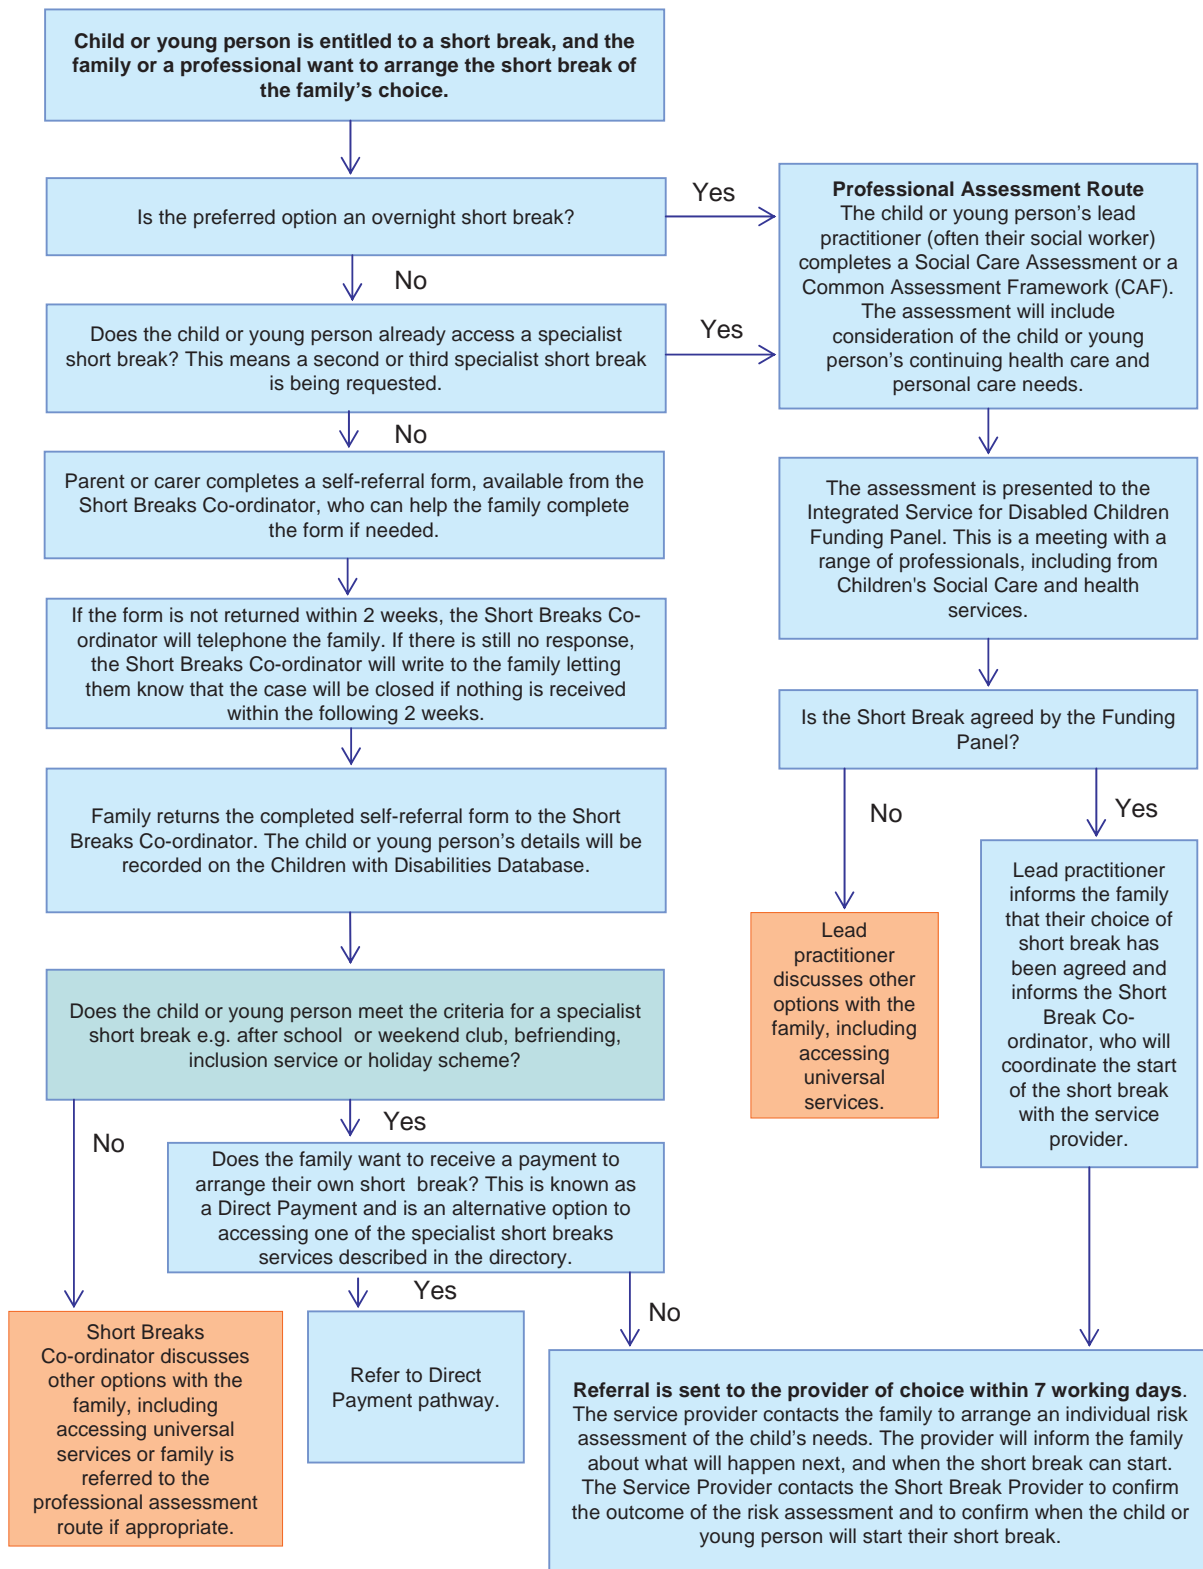 Child or young person is entitled to a short break, and the
family or a professional want to arrange the short break of
the family’s choice.
Is the preferred option an overnight short break?
Yes
No
Professional Assessment Route
The child or young person’s lead
practitioner (often their social worker)
completes a Social Care Assessment or a
Common Assessment Framework (CAF).
The assessment will include
consideration of the child or young
person’s continuing health care and
personal care needs.
Does the child or young person already access a specialist
short break? This means a second or third specialist short break
is being requested.
Yes
No
Parent or carer completes a self-referral form, available from the
Short Breaks Co-ordinator, who can help the family complete
the form if needed.
The assessment is presented to the
Integrated Service for Disabled Children
Funding Panel. This is a meeting with a
range of professionals, including from
Children's Social Care and health
services.
If the form is not returned within 2 weeks, the Short Breaks Co-
ordinator will telephone the family. If there is still no response,
the Short Breaks Co-ordinator will write to the family letting
them know that the case will be closed if nothing is received
within the following 2 weeks.
Is the Short Break agreed by the Funding
Panel?
No
Yes
Family returns the completed self-referral form to the Short
Breaks Co-ordinator. The child or young person’s details will be
recorded on the Children with Disabilities Database.
Lead
practitioner
discusses other
options with the
family, including
accessing
universal
services.
Lead practitioner
informs the family
that their choice of
short break has
been agreed and
informs the Short
Break Co-
ordinator, who will
coordinate the start
of the short break
with the service
provider.
Does the child or young person meet the criteria for a specialist
short break e.g. after school  or weekend club, befriending,
inclusion service or holiday scheme?
No
Yes
Does the family want to receive a payment to
arrange their own short  break? This is known as
a Direct Payment and is an alternative option to
accessing one of the specialist short breaks
services described in the directory.
Yes
No
Short Breaks
Co-ordinator discusses
other options with the
family, including
accessing universal
services or family is
referred to the
professional assessment
route if appropriate.
Refer to Direct
Payment pathway.
Referral is sent to the provider of choice within 7 working days.
The service provider contacts the family to arrange an individual risk
assessment of the child’s needs. The provider will inform the family
about what will happen next, and when the short break can start.
The Service Provider contacts the Short Break Provider to confirm
the outcome of the risk assessment and to confirm when the child or
young person will start their short break.